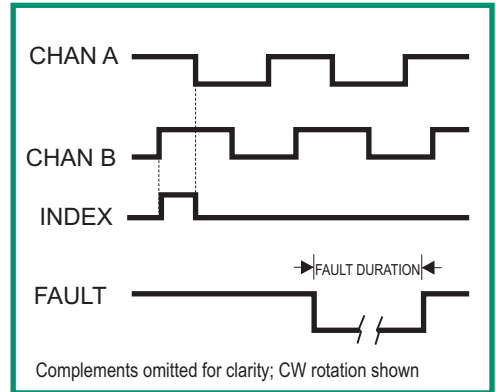 CHAN A
CHAN B
INDEX
FAULT DURATION
FAULT
Complements omitted for clarity; CW rotation shown